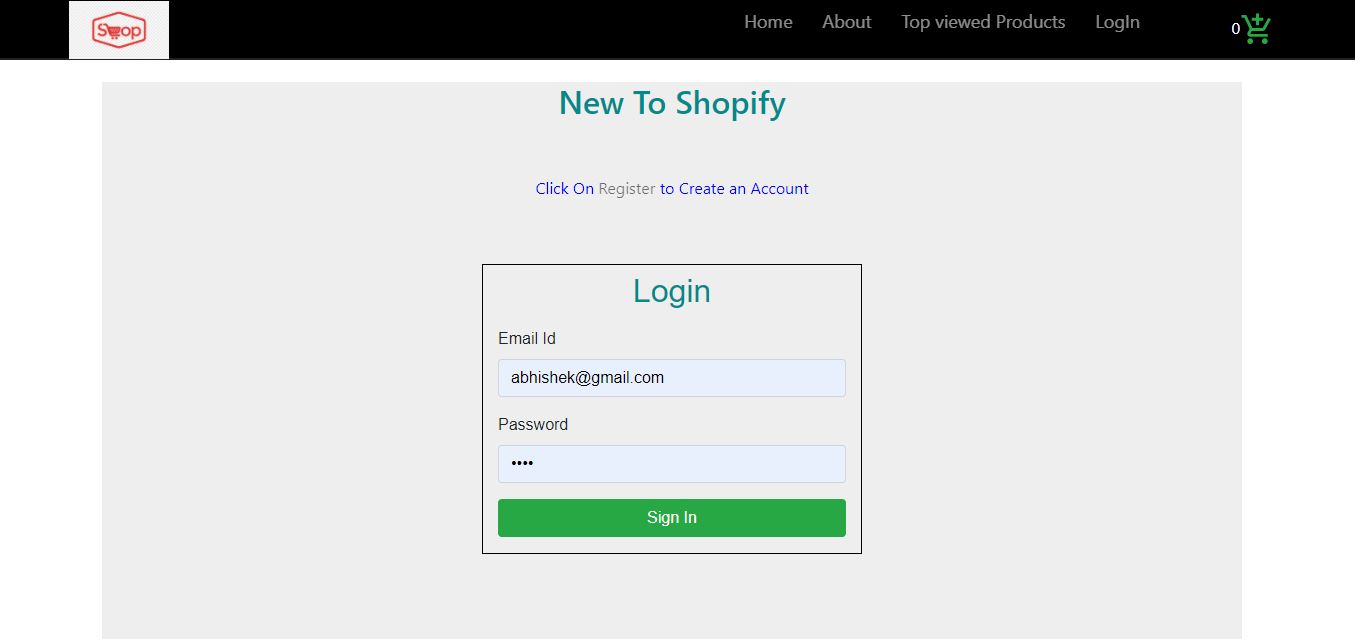 Shop
Home About Top viewed Products LogIn 0
New To Shopify
Click On Register to Create an Account
Login
Email Id
abhishek@gmail.com
Password
••••
Sign In